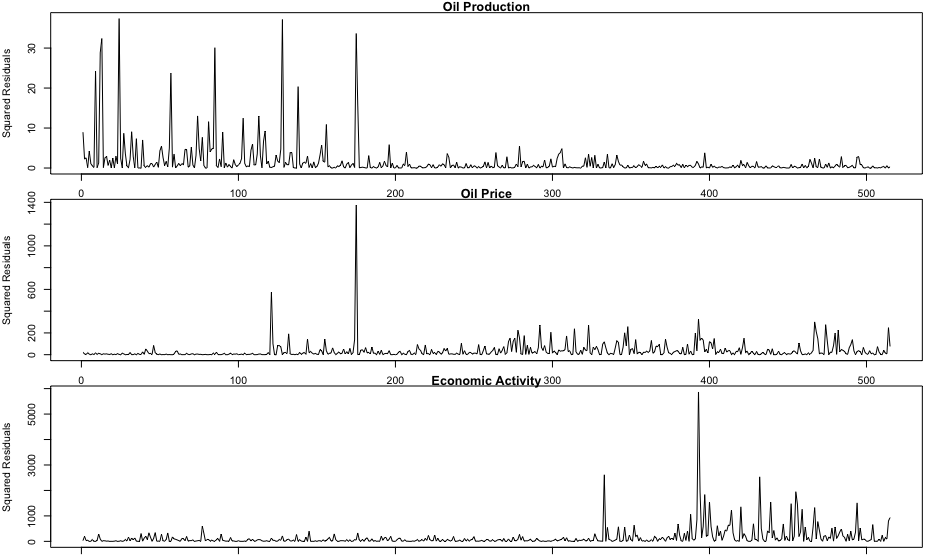 Oil Production
Squared Residuals
30
20
10
0
0 100 200 300 400 500
Oil Price
Squared Residuals
1400
1000
600
200
0
0 100 200 300 400 500
Economic Activity
Squared Residuals
5000
3000
1000
0